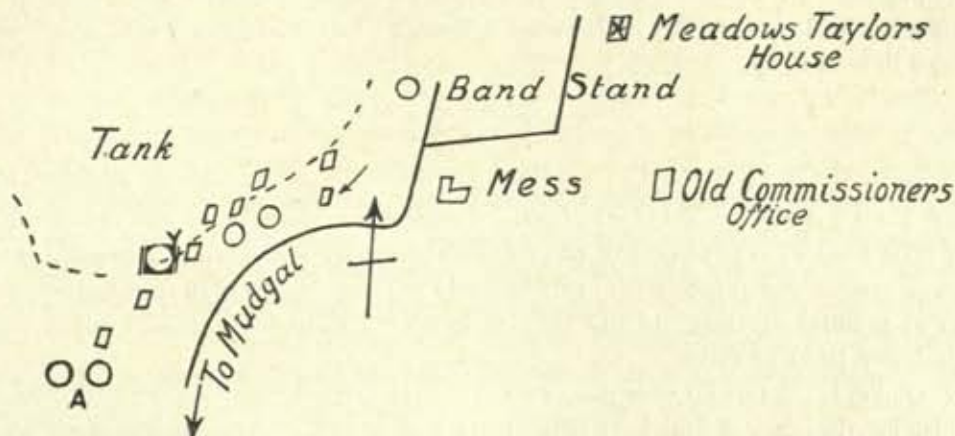 Meadows Taylors
House
Band Stand
Tank
Mess
Old Commissioners
Office
Y
To Mudgal
A